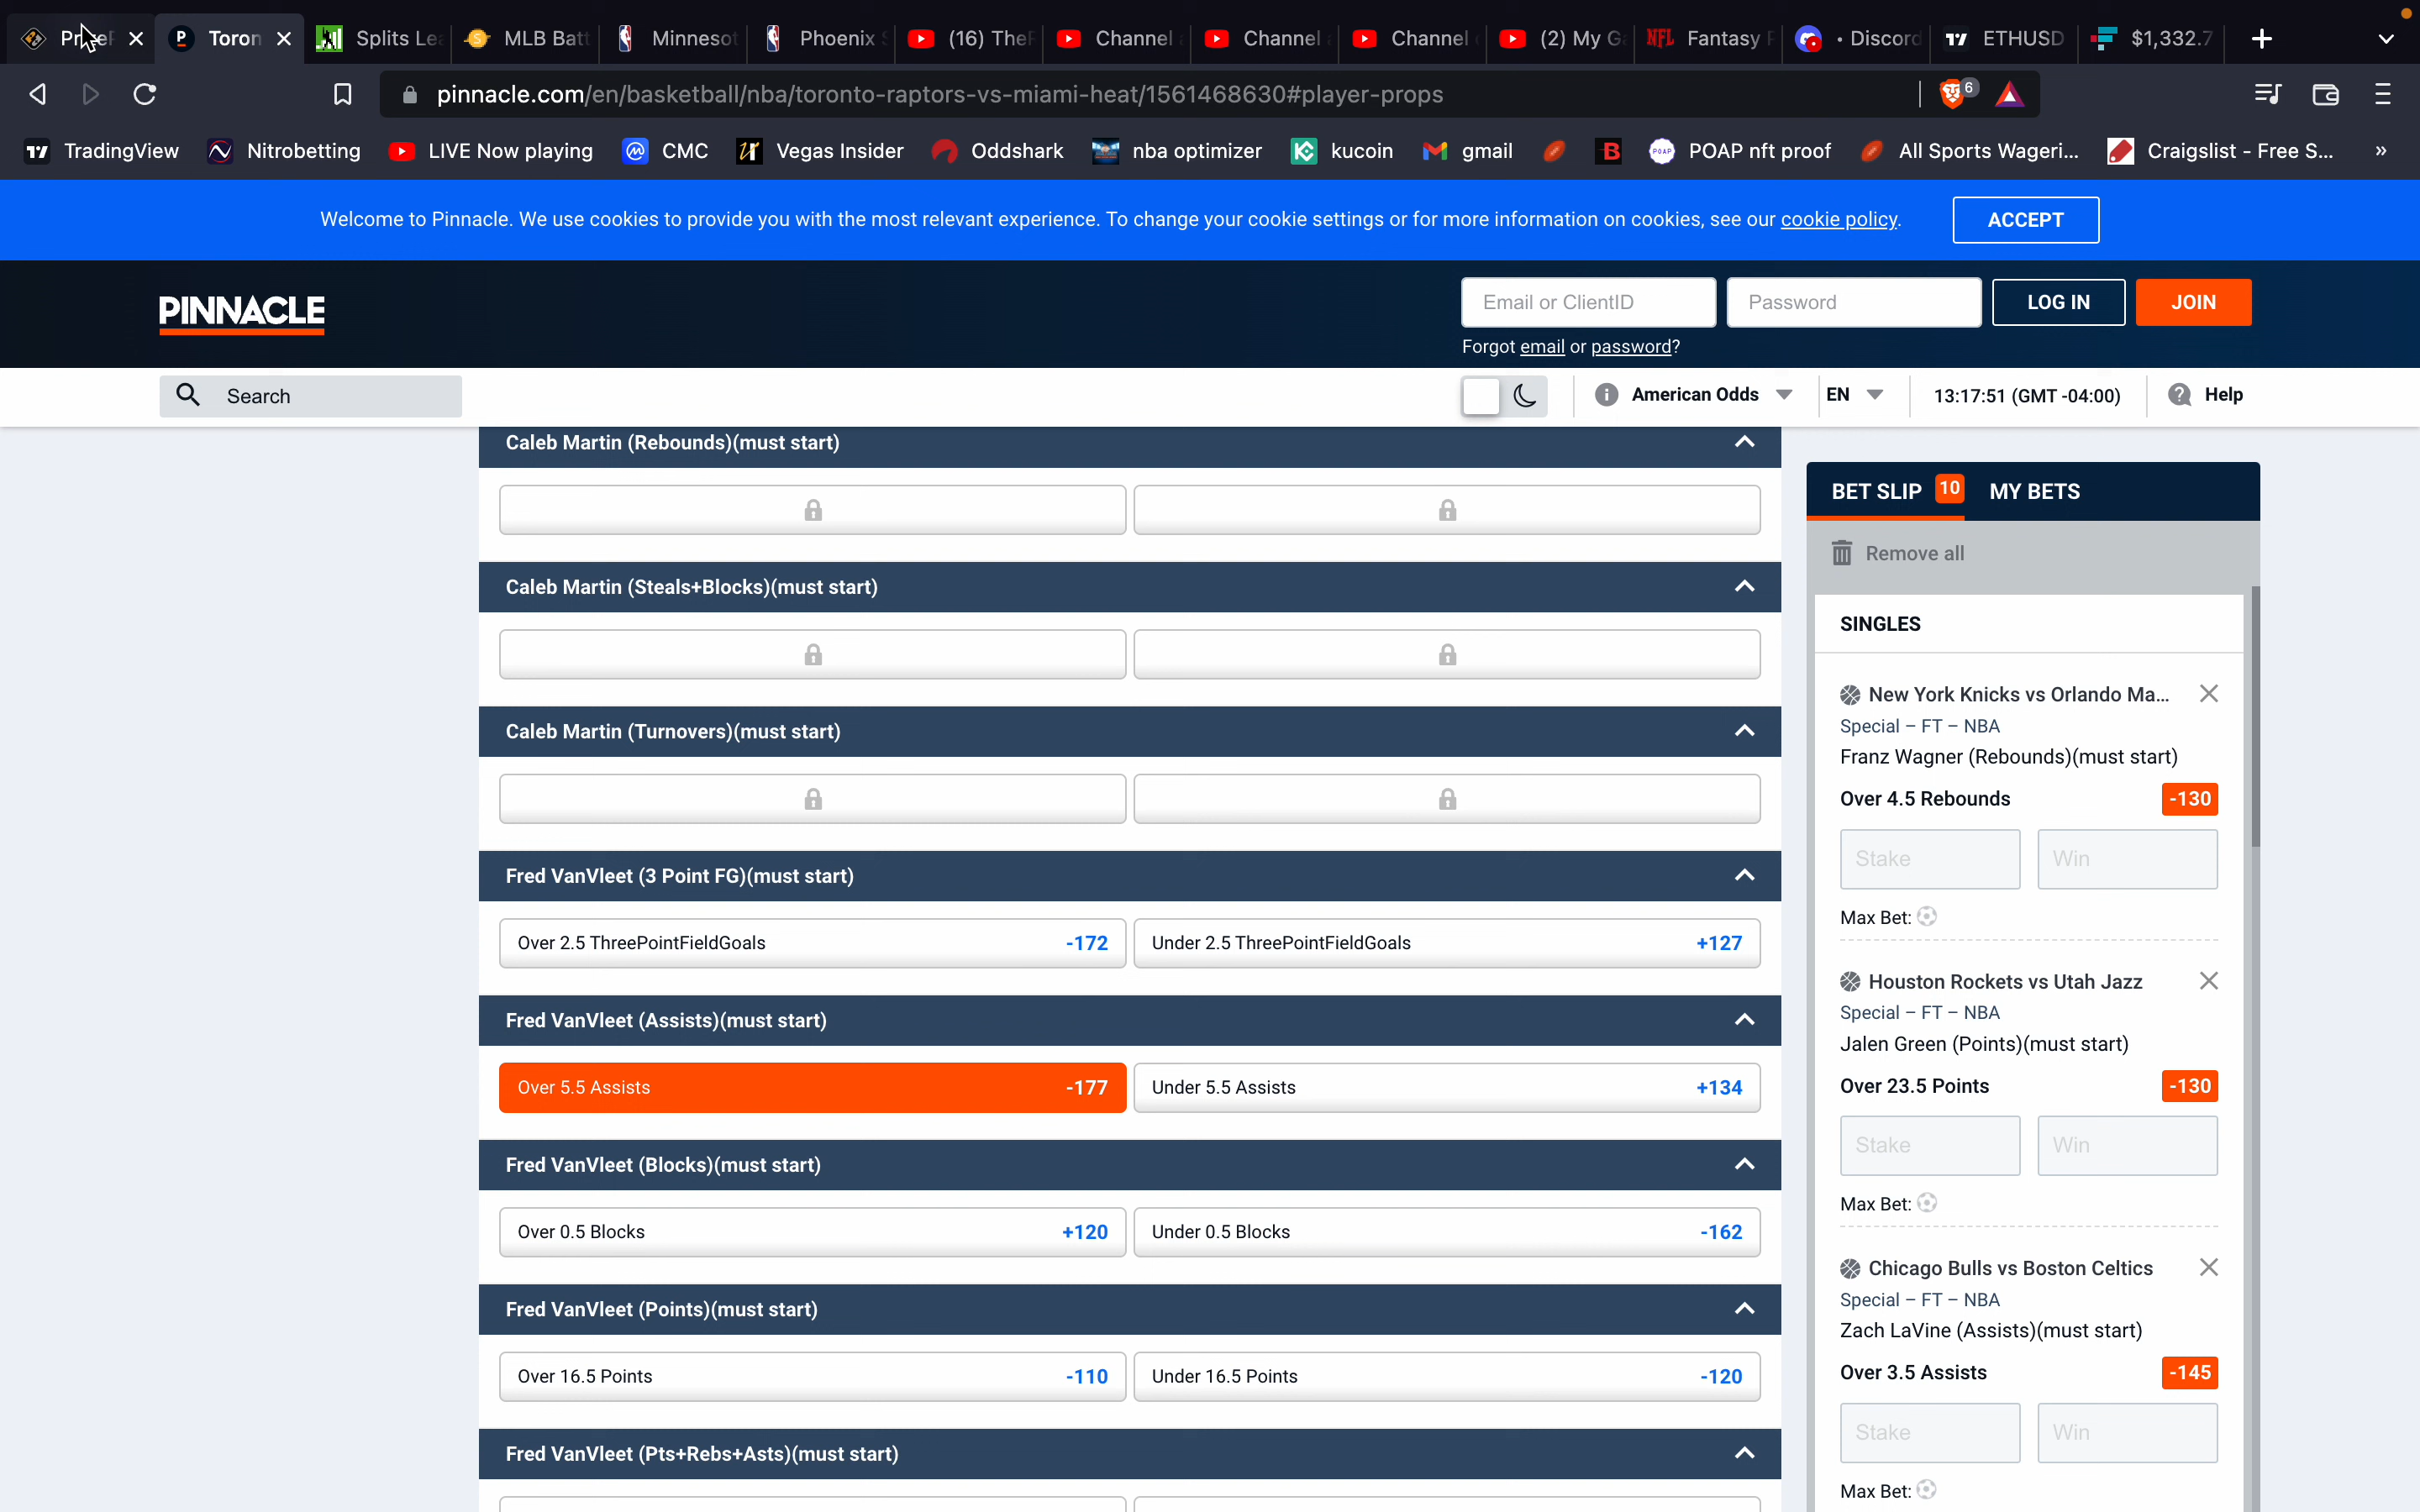 PrizeP
Toron
Splits Lea
MLB Batt
Minnesot
Phoenix S
(16) TheF
Channel
Channel
Channel
(2) My Ga
NFL Fantasy F
• Discord
ETHUSD
$1,332.7
pinnacle.com/en/basketball/nba/toronto-raptors-vs-miami-heat/1561468630#player-props
6
TradingView
Nitrobetting
LIVE Now playing
CMC
Vegas Insider
Oddshark
nba optimizer
kucoin
gmail
POAP nft proof
All Sports Wageri...
Craigslist - Free S...
»
Welcome to Pinnacle. We use cookies to provide you with the most relevant experience. To change your cookie settings or for more information on cookies, see our cookie policy.
ACCEPT
PINNACLE
Email or ClientID
Password
LOG IN
JOIN
Forgot email or password?
Search
American Odds
EN
13:17:51 (GMT -04:00)
Help
Caleb Martin (Rebounds)(must start)
Caleb Martin (Steals+Blocks)(must start)
Caleb Martin (Turnovers)(must start)
Fred VanVleet (3 Point FG)(must start)
Over 2.5 ThreePointFieldGoals -172
Under 2.5 ThreePointFieldGoals +127
Fred VanVleet (Assists)(must start)
Over 5.5 Assists -177
Under 5.5 Assists +134
Fred VanVleet (Blocks)(must start)
Over 0.5 Blocks +120
Under 0.5 Blocks -162
Fred VanVleet (Points)(must start)
Over 16.5 Points -110
Under 16.5 Points -120
Fred VanVleet (Pts+Rebs+Asts)(must start)
BET SLIP 10
MY BETS
Remove all
SINGLES
New York Knicks vs Orlando Ma...
Special – FT – NBA
Franz Wagner (Rebounds)(must start)
Over 4.5 Rebounds -130
Stake
Win
Max Bet:
Houston Rockets vs Utah Jazz
Special – FT – NBA
Jalen Green (Points)(must start)
Over 23.5 Points -130
Stake
Win
Max Bet:
Chicago Bulls vs Boston Celtics
Special – FT – NBA
Zach LaVine (Assists)(must start)
Over 3.5 Assists -145
Stake
Win
Max Bet: